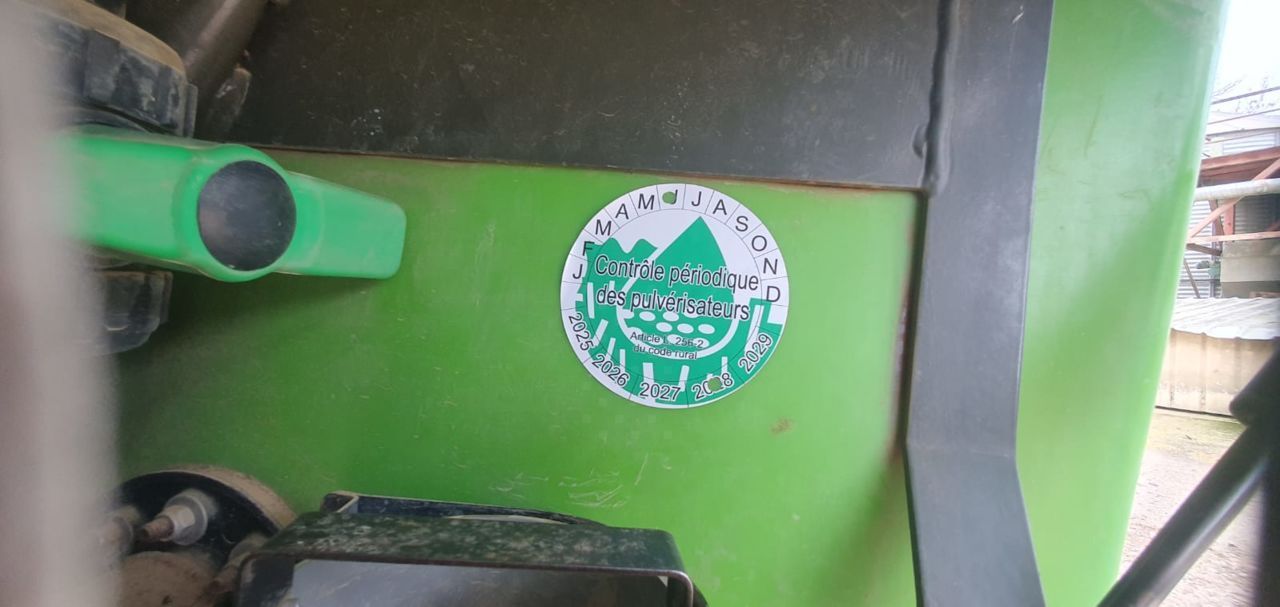 J F M A M J J A S O N D
Contrôle périodique
des pulvérisateurs
Article L. 256-2
du code rural
2025 2026 2027 2028 2029